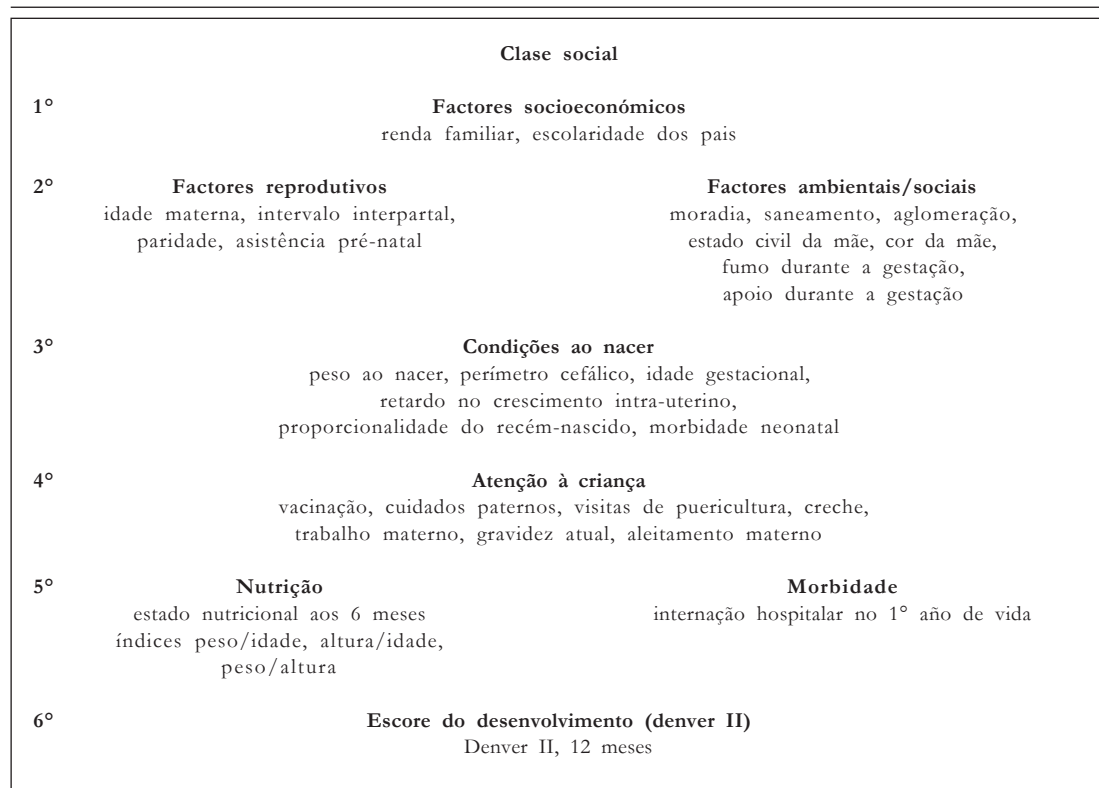 Clase social
1° Factores socioeconómicos
renda familiar, escolaridade dos pais
2° Factores reprodutivos
idade materna, intervalo interpartal,
paridade, asistência pré-natal
Factores ambientais/sociais
moradia, saneamento, aglomeração,
estado civil da mãe, cor da mãe,
fumo durante a gestação,
apoio durante a gestação
3° Condições ao nacer
peso ao nacer, perímetro cefálico, idade gestacional,
retardo no crescimento intra-uterino,
proporcionalidade do recém-nascido, morbidade neonatal
4° Atenção à criança
vacinação, cuidados paternos, visitas de puericultura, creche,
trabalho materno, gravidez atual, aleitamento materno
5° Nutrição
estado nutricional aos 6 meses
índices peso/idade, altura/idade,
peso/altura
Morbidade
internação hospitalar no 1° año de vida
6° Escore do desenvolvimento (denver II)
Denver II, 12 meses